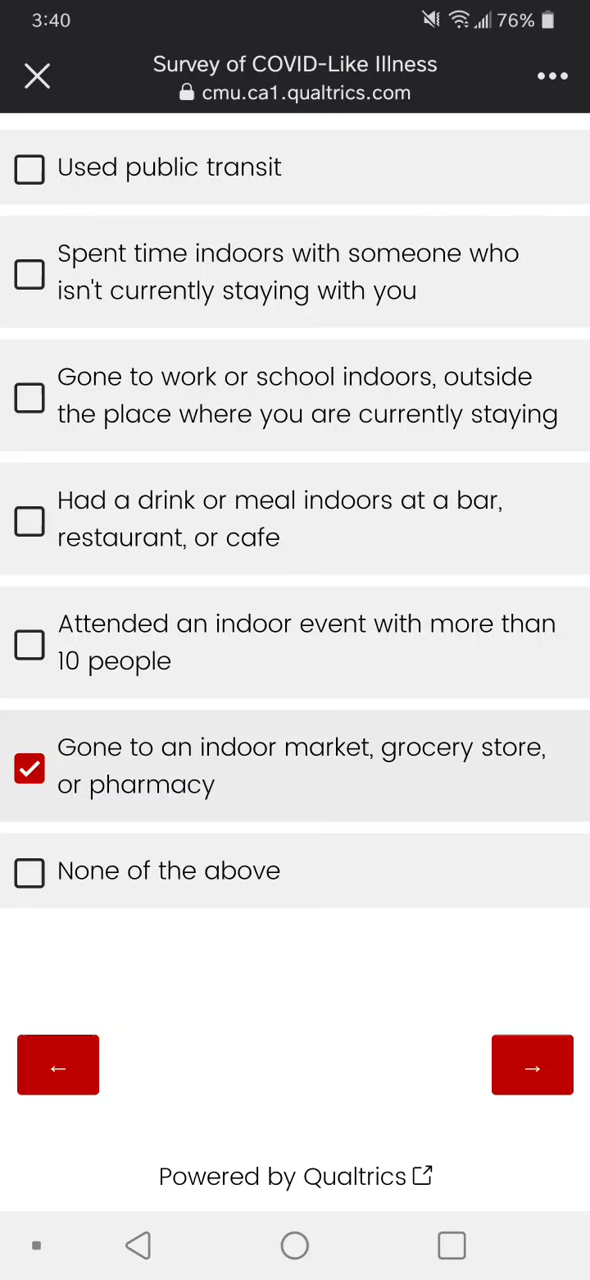 3:40
76%
Survey of COVID-Like Illness
cmu.ca1.qualtrics.com
Used public transit
Spent time indoors with someone who
isn't currently staying with you
Gone to work or school indoors, outside
the place where you are currently staying
Had a drink or meal indoors at a bar,
restaurant, or cafe
Attended an indoor event with more than
10 people
Gone to an indoor market, grocery store,
or pharmacy
None of the above
← →
Powered by Qualtrics